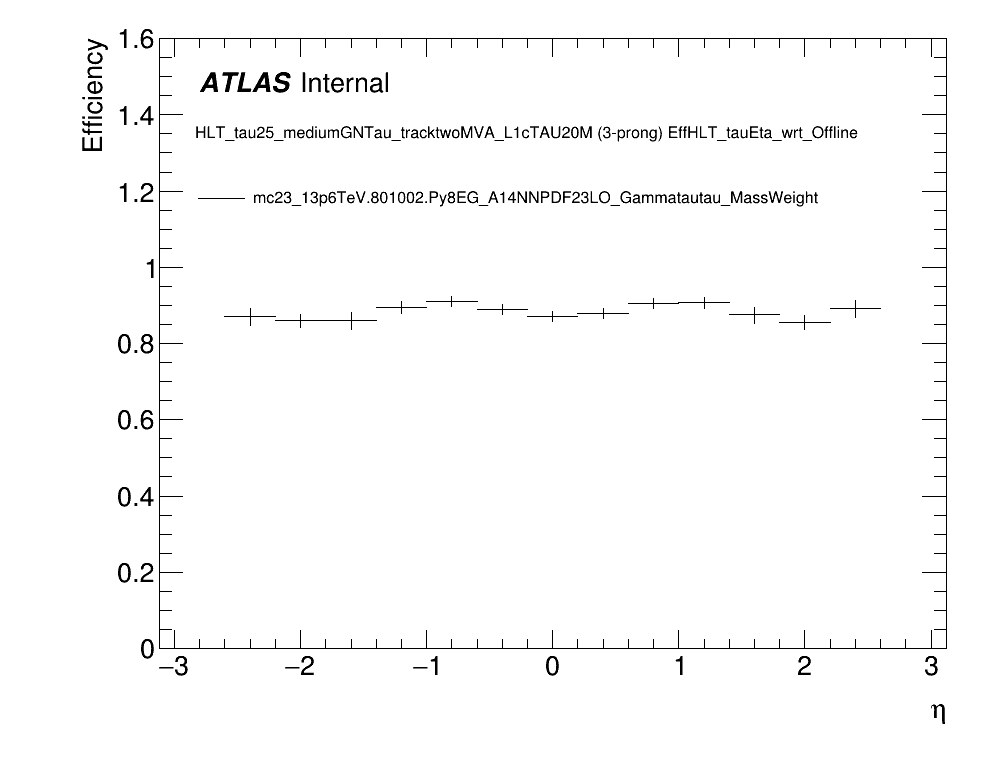 Efficiency
1.6
1.4
1.2
1
0.8
0.6
0.4
0.2
0
ATLAS Internal
HLT_tau25_mediumGNTau_tracktwoMVA_L1cTAU20M (3-prong) EffHLT_tauEta_wrt_Offline
mc23_13p6TeV.801002.Py8EG_A14NNPDF23LO_Gammatautau_MassWeight
−3 −2 −1 0 1 2 3
η